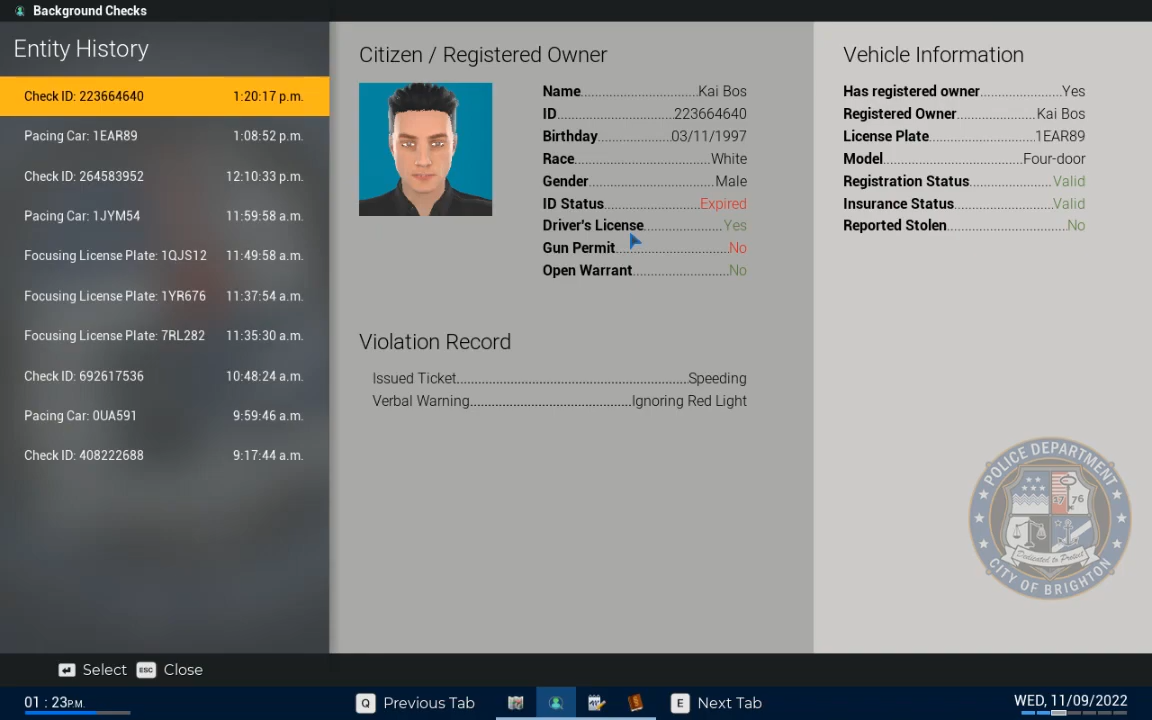 Background Checks
Entity History
Check ID: 223664640 1:20:17 p.m.
Pacing Car: 1EAR89 1:08:52 p.m.
Check ID: 264583952 12:10:33 p.m.
Pacing Car: 1JYM54 11:59:58 a.m.
Focusing License Plate: 1QJS12 11:49:58 a.m.
Focusing License Plate: 1YR676 11:37:54 a.m.
Focusing License Plate: 7RL282 11:35:30 a.m.
Check ID: 692617536 10:48:24 a.m.
Pacing Car: 0UA591 9:59:46 a.m.
Check ID: 408222688 9:17:44 a.m.
Citizen / Registered Owner
Name Kai Bos
ID 223664640
Birthday 03/11/1997
Race White
Gender Male
ID Status Expired
Driver's License Yes
Gun Permit No
Open Warrant No
Violation Record
Issued Ticket Speeding
Verbal Warning Ignoring Red Light
Vehicle Information
Has registered owner Yes
Registered Owner Kai Bos
License Plate 1EAR89
Model Four-door
Registration Status Valid
Insurance Status Valid
Reported Stolen No
POLICE DEPARTMENT
17 76
Dedicated to Protect
CITY OF BRIGHTON
Select ESC Close
01 : 23 P.M.
Q Previous Tab
E Next Tab
WED, 11/09/2022